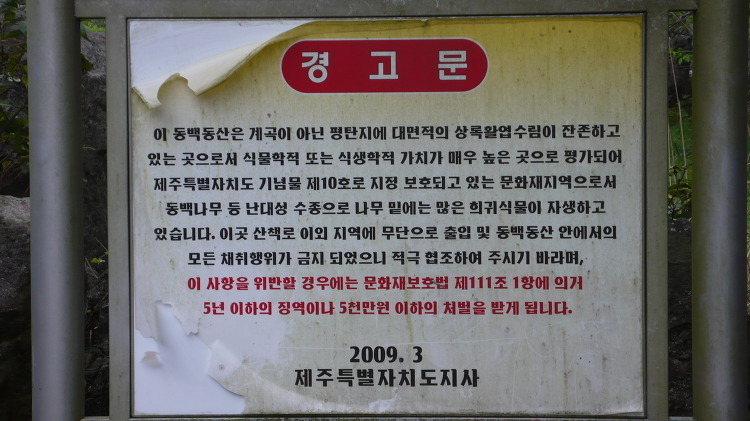 경고문
이 동백동산은 계곡이 아닌 평탄지에 대면적의 상록활엽수림이 잔존하고
있는 곳으로서 식물학적 또는 식생학적 가치가 매우 높은 곳으로 평가되어
제주특별자치도 기념물 제10호로 지정 보호되고 있는 문화재지역으로서
동백나무 등 난대성 수종으로 나무 밑에는 많은 희귀식물이 자생하고
있습니다. 이곳 산책로 이외 지역에 무단으로 출입 및 동백동산 안에서의
모든 채취행위가 금지 되었으니 적극 협조하여 주시기 바라며,
이 사항을 위반할 경우에는 문화재보호법 제111조 1항에 의거
5년 이하의 징역이나 5천만원 이하의 처벌을 받게 됩니다.
2009. 3
제주특별자치도지사